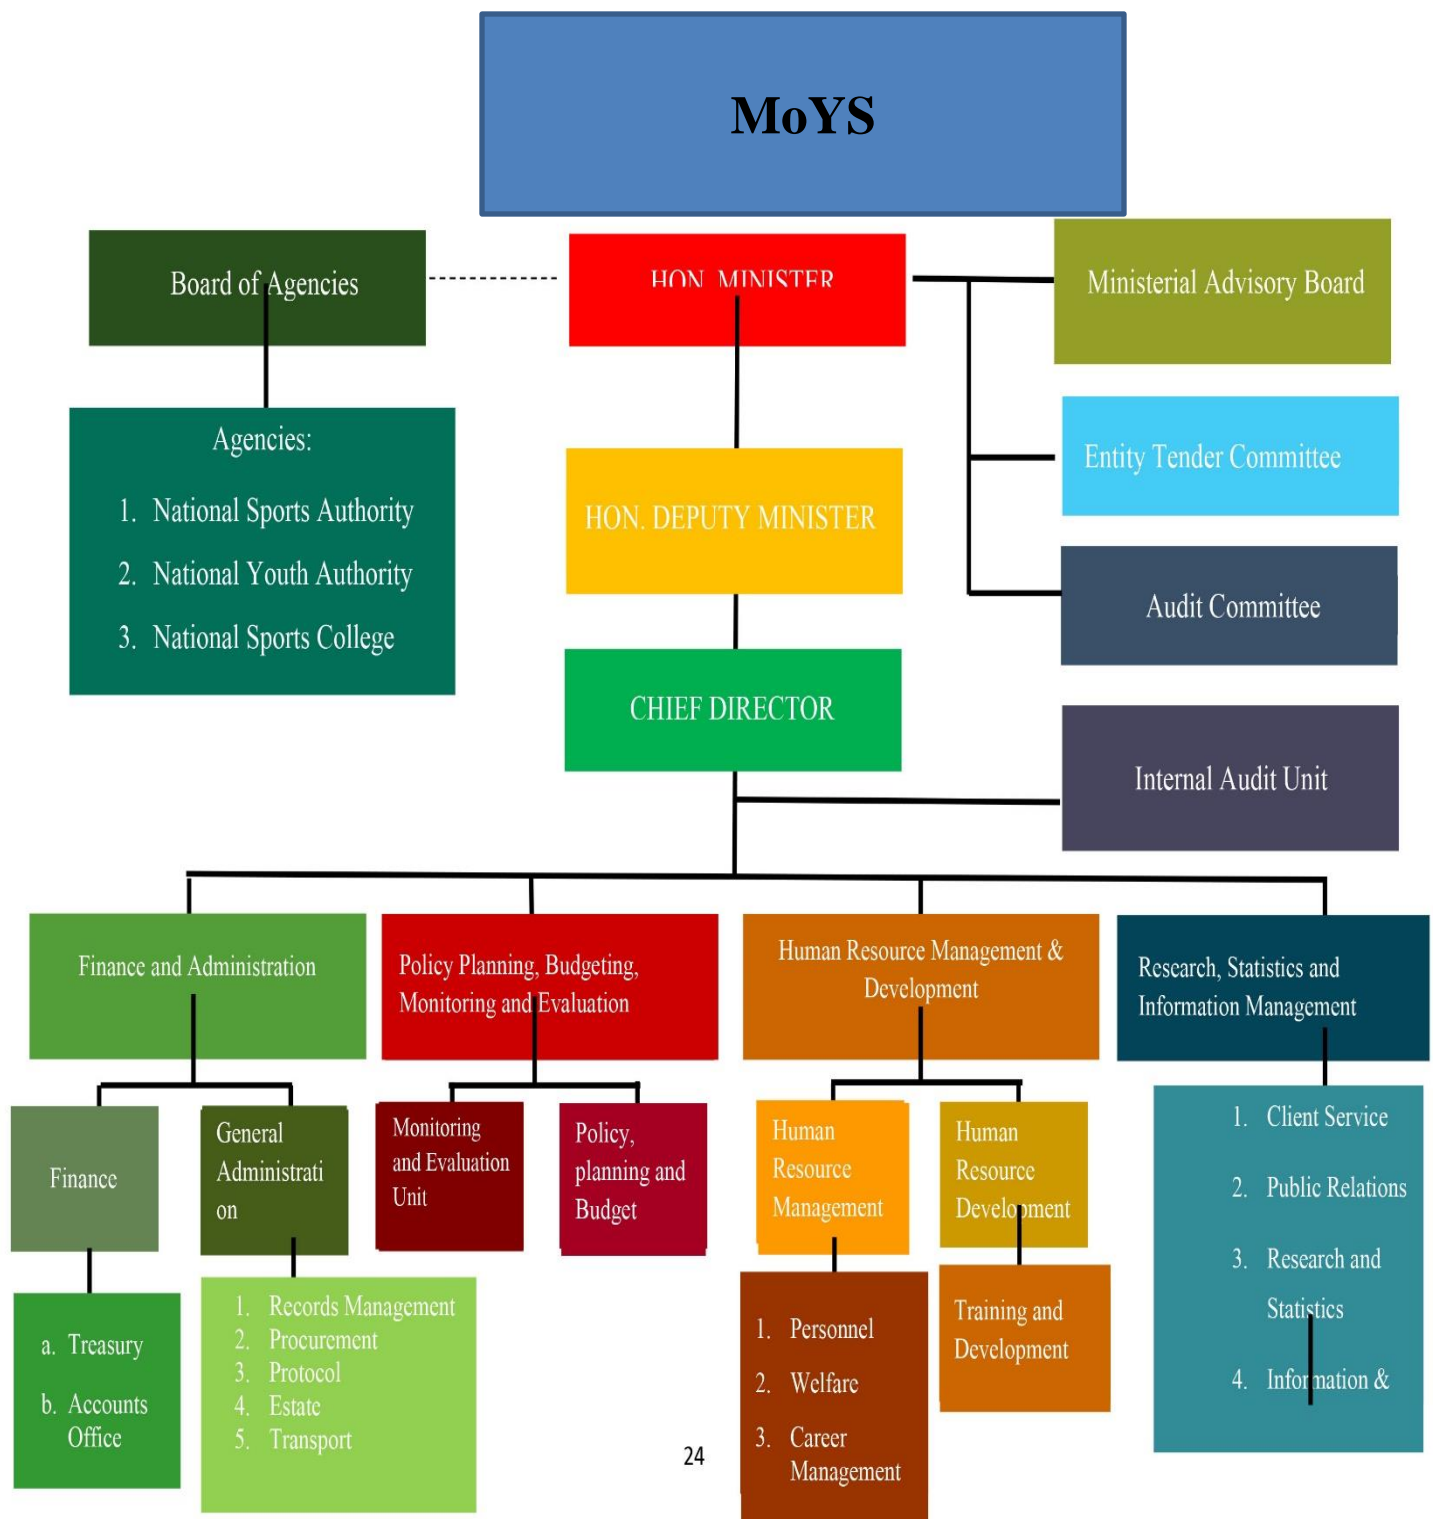 MoYS
Board of Agencies
HON. MINISTER
Ministerial Advisory Board
Agencies:
1. National Sports Authority
2. National Youth Authority
3. National Sports College
HON. DEPUTY MINISTER
Entity Tender Committee
Audit Committee
CHIEF DIRECTOR
Internal Audit Unit
Finance and Administration
Policy Planning, Budgeting,
Monitoring and Evaluation
Human Resource Management &
Development
Research, Statistics and
Information Management
Finance
General
Administrati
on
Monitoring
and Evaluation
Unit
Policy,
planning and
Budget
Human
Resource
Management
Human
Resource
Development
1. Client Service
2. Public Relations
3. Research and
Statistics
4. Information &
a. Treasury
b. Accounts
Office
1. Records Management
2. Procurement
3. Protocol
4. Estate
5. Transport
1. Personnel
2. Welfare
3. Career
Management
Training and
Development
24